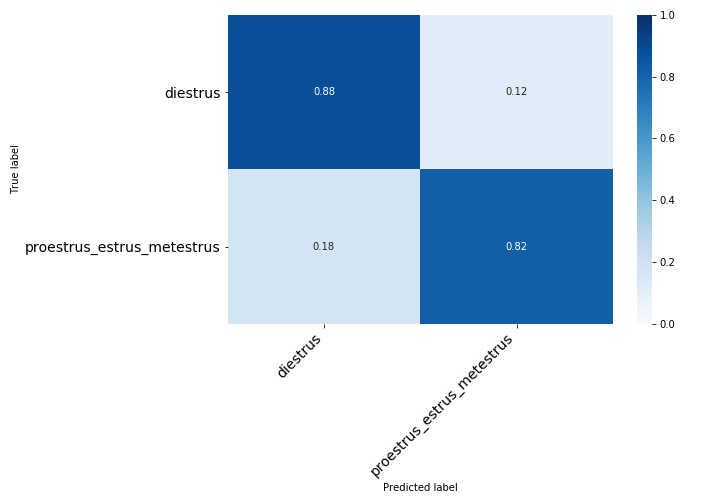 True label
diestrus
proestrus_estrus_metestrus
0.88
0.12
0.18
0.82
diestrus
proestrus_estrus_metestrus
Predicted label
1.0
0.8
0.6
0.4
0.2
0.0